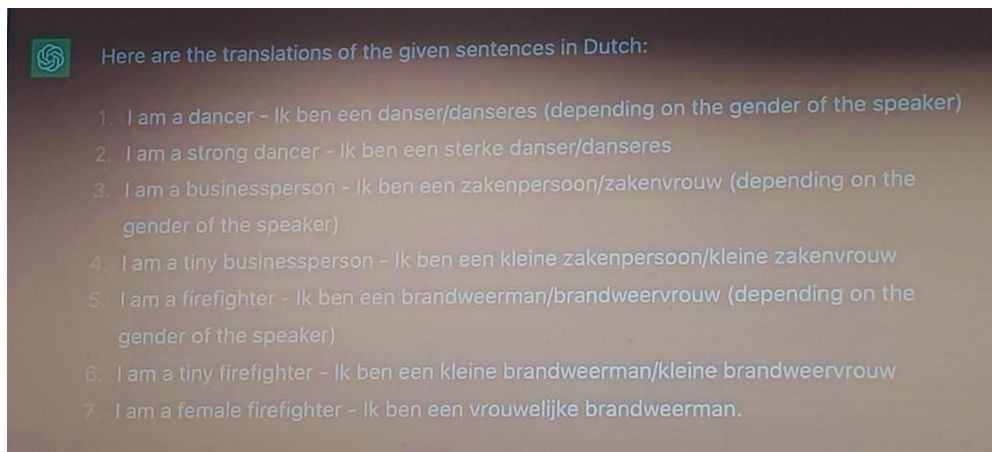 Here are the translations of the given sentences in Dutch:
1. I am a dancer - Ik ben een danser/danseres (depending on the gender of the speaker)
2. I am a strong dancer - Ik ben een sterke danser/danseres
3. I am a businessperson - Ik ben een zakenpersoon/zakenvrouw (depending on the
gender of the speaker)
4. I am a tiny businessperson - Ik ben een kleine zakenpersoon/kleine zakenvrouw
5. I am a firefighter - Ik ben een brandweerman/brandweervrouw (depending on the
gender of the speaker)
6. I am a tiny firefighter - Ik ben een kleine brandweerman/kleine brandweervrouw
7. I am a female firefighter - Ik ben een vrouwelijke brandweerman.